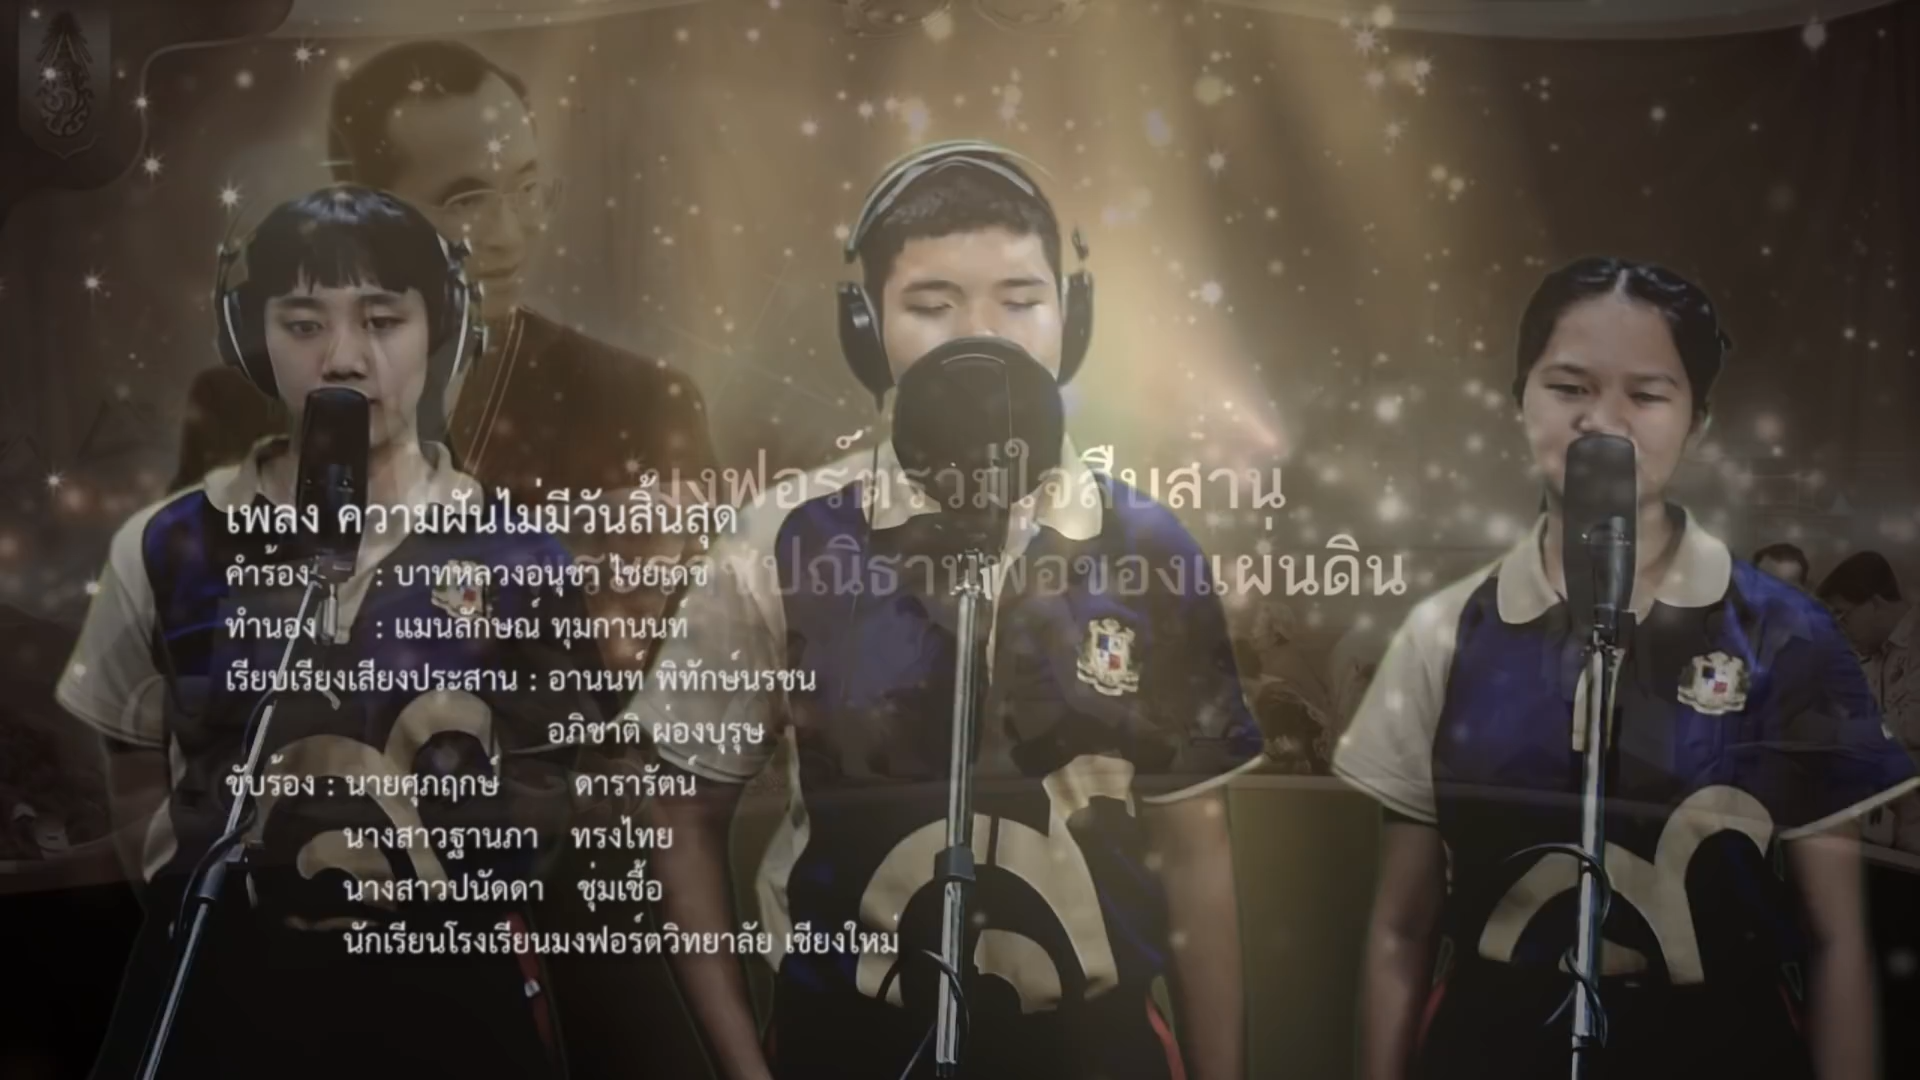 มงฟอร์ตรวมใจสืบสาน
พระราชปณิธานพ่อของแผ่นดิน
เพลง ความฝันไม่มีวันสิ้นสุด
คำร้อง : บาทหลวงอนุชา ไชยเดช
ทำนอง : แมนลักษณ์ ทุมกานนท์
เรียบเรียงเสียงประสาน : อานนท์ พิทักษ์นรชน
อภิชาติ ผ่องบุรุษ
ขับร้อง : นายศุภฤกษ์ ดารารัตน์
นางสาวฐานภา ทรงไทย
นางสาวปนัดดา ชุ่มเชื้อ
นักเรียนโรงเรียนมงฟอร์ตวิทยาลัย เชียงใหม่